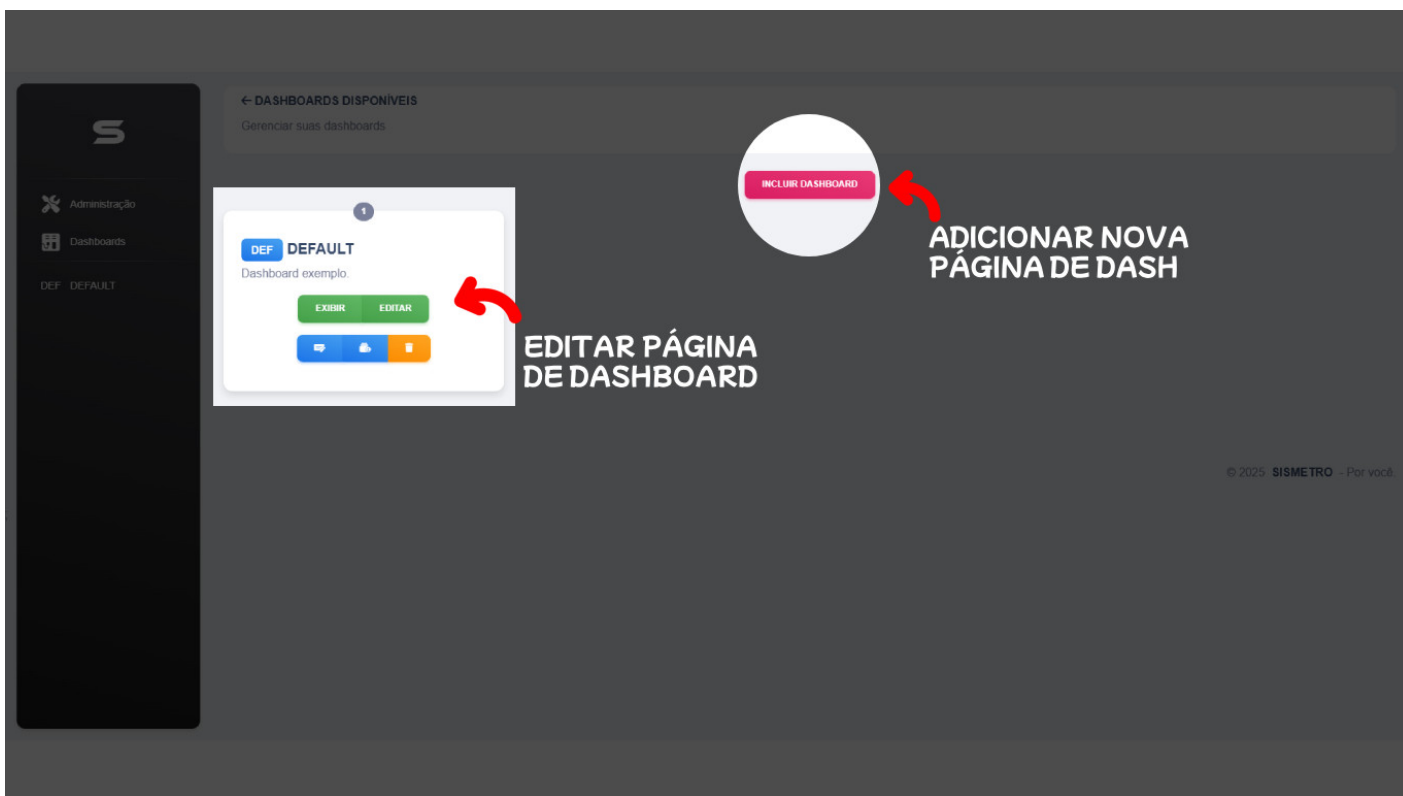 ← DASHBOARDS DISPONÍVEIS
Gerenciar suas dashboards
S
Administração
Dashboards
DEF DEFAULT
1
DEF DEFAULT
Dashboard exemplo.
EXIBIR EDITAR
INCLUIR DASHBOARD
ADICIONAR NOVA
PÁGINA DE DASH
EDITAR PÁGINA
DE DASHBOARD
© 2025 SISMETRO - Por você.